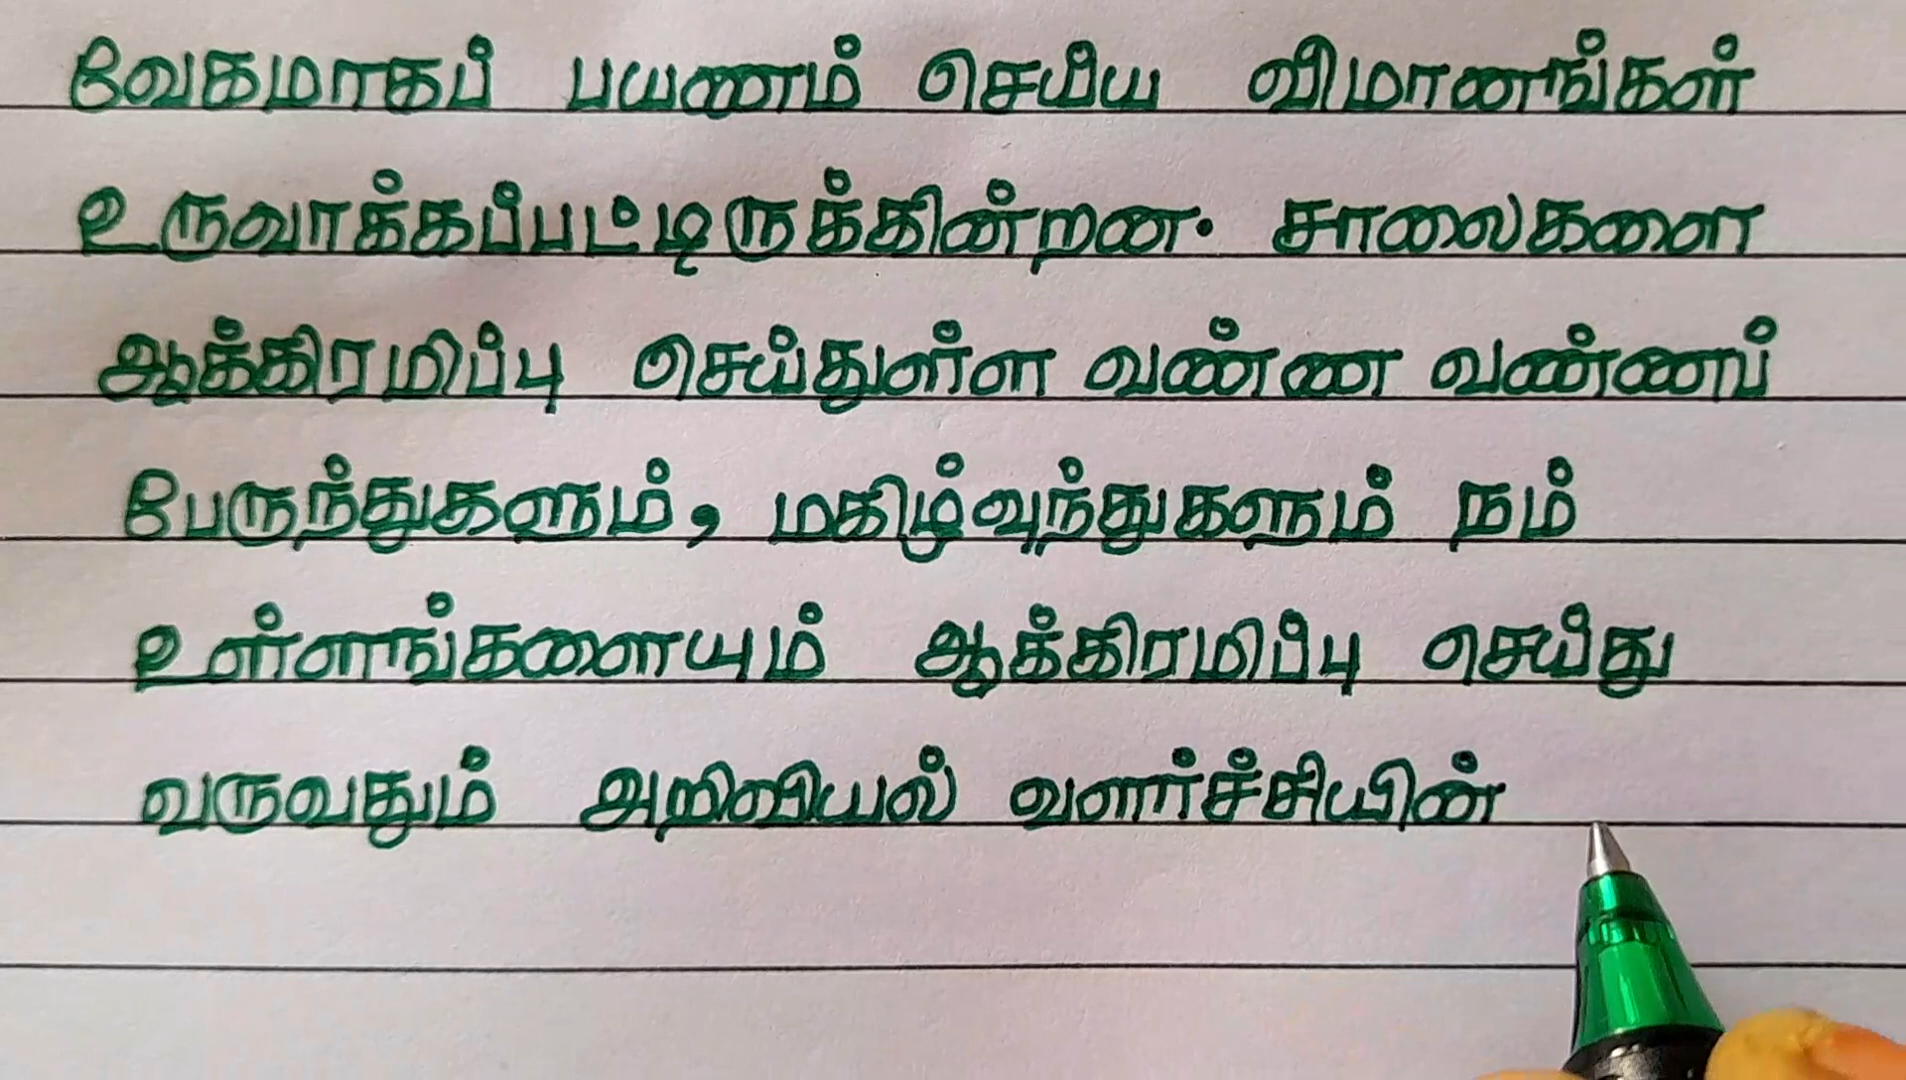 வேகமாகப் பயணம் செய்ய விமானங்கள்
உருவாக்கப்பட்டிருக்கின்றன. சாலைகளை
ஆக்கிரமிப்பு செய்துள்ள வண்ண வண்ணப்
பேருந்துகளும், மகிழ்வுந்துகளும் நம்
உள்ளங்களையும் ஆக்கிரமிப்பு செய்து
வருவதும் அறிவியல் வளர்ச்சியின்